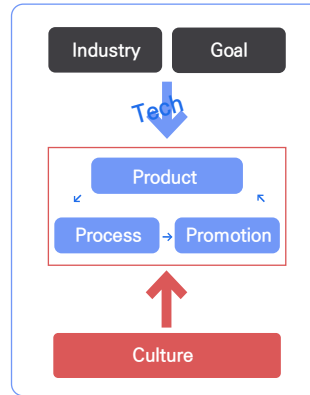 Industry Goal
Tech
Product
Process Promotion
Culture